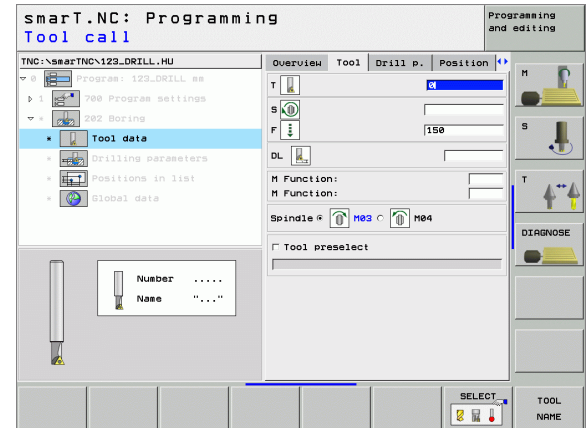 smarT.NC: Programming
Tool call
Programming
and editing
TNC:\smarTNC\123_DRILL.HU
0 Program: 123_DRILL mm
1 700 Program settings
* 202 Boring
* Tool data
* Drilling parameters
* Positions in list
* Global data
Overview Tool Drill p. Position
T 0
S
F 150
DL
M Function:
M Function:
Spindle M03 M04
Tool preselect
Number .....
Name "..."
M
S
T
DIAGNOSE
SELECT
TOOL
NAME